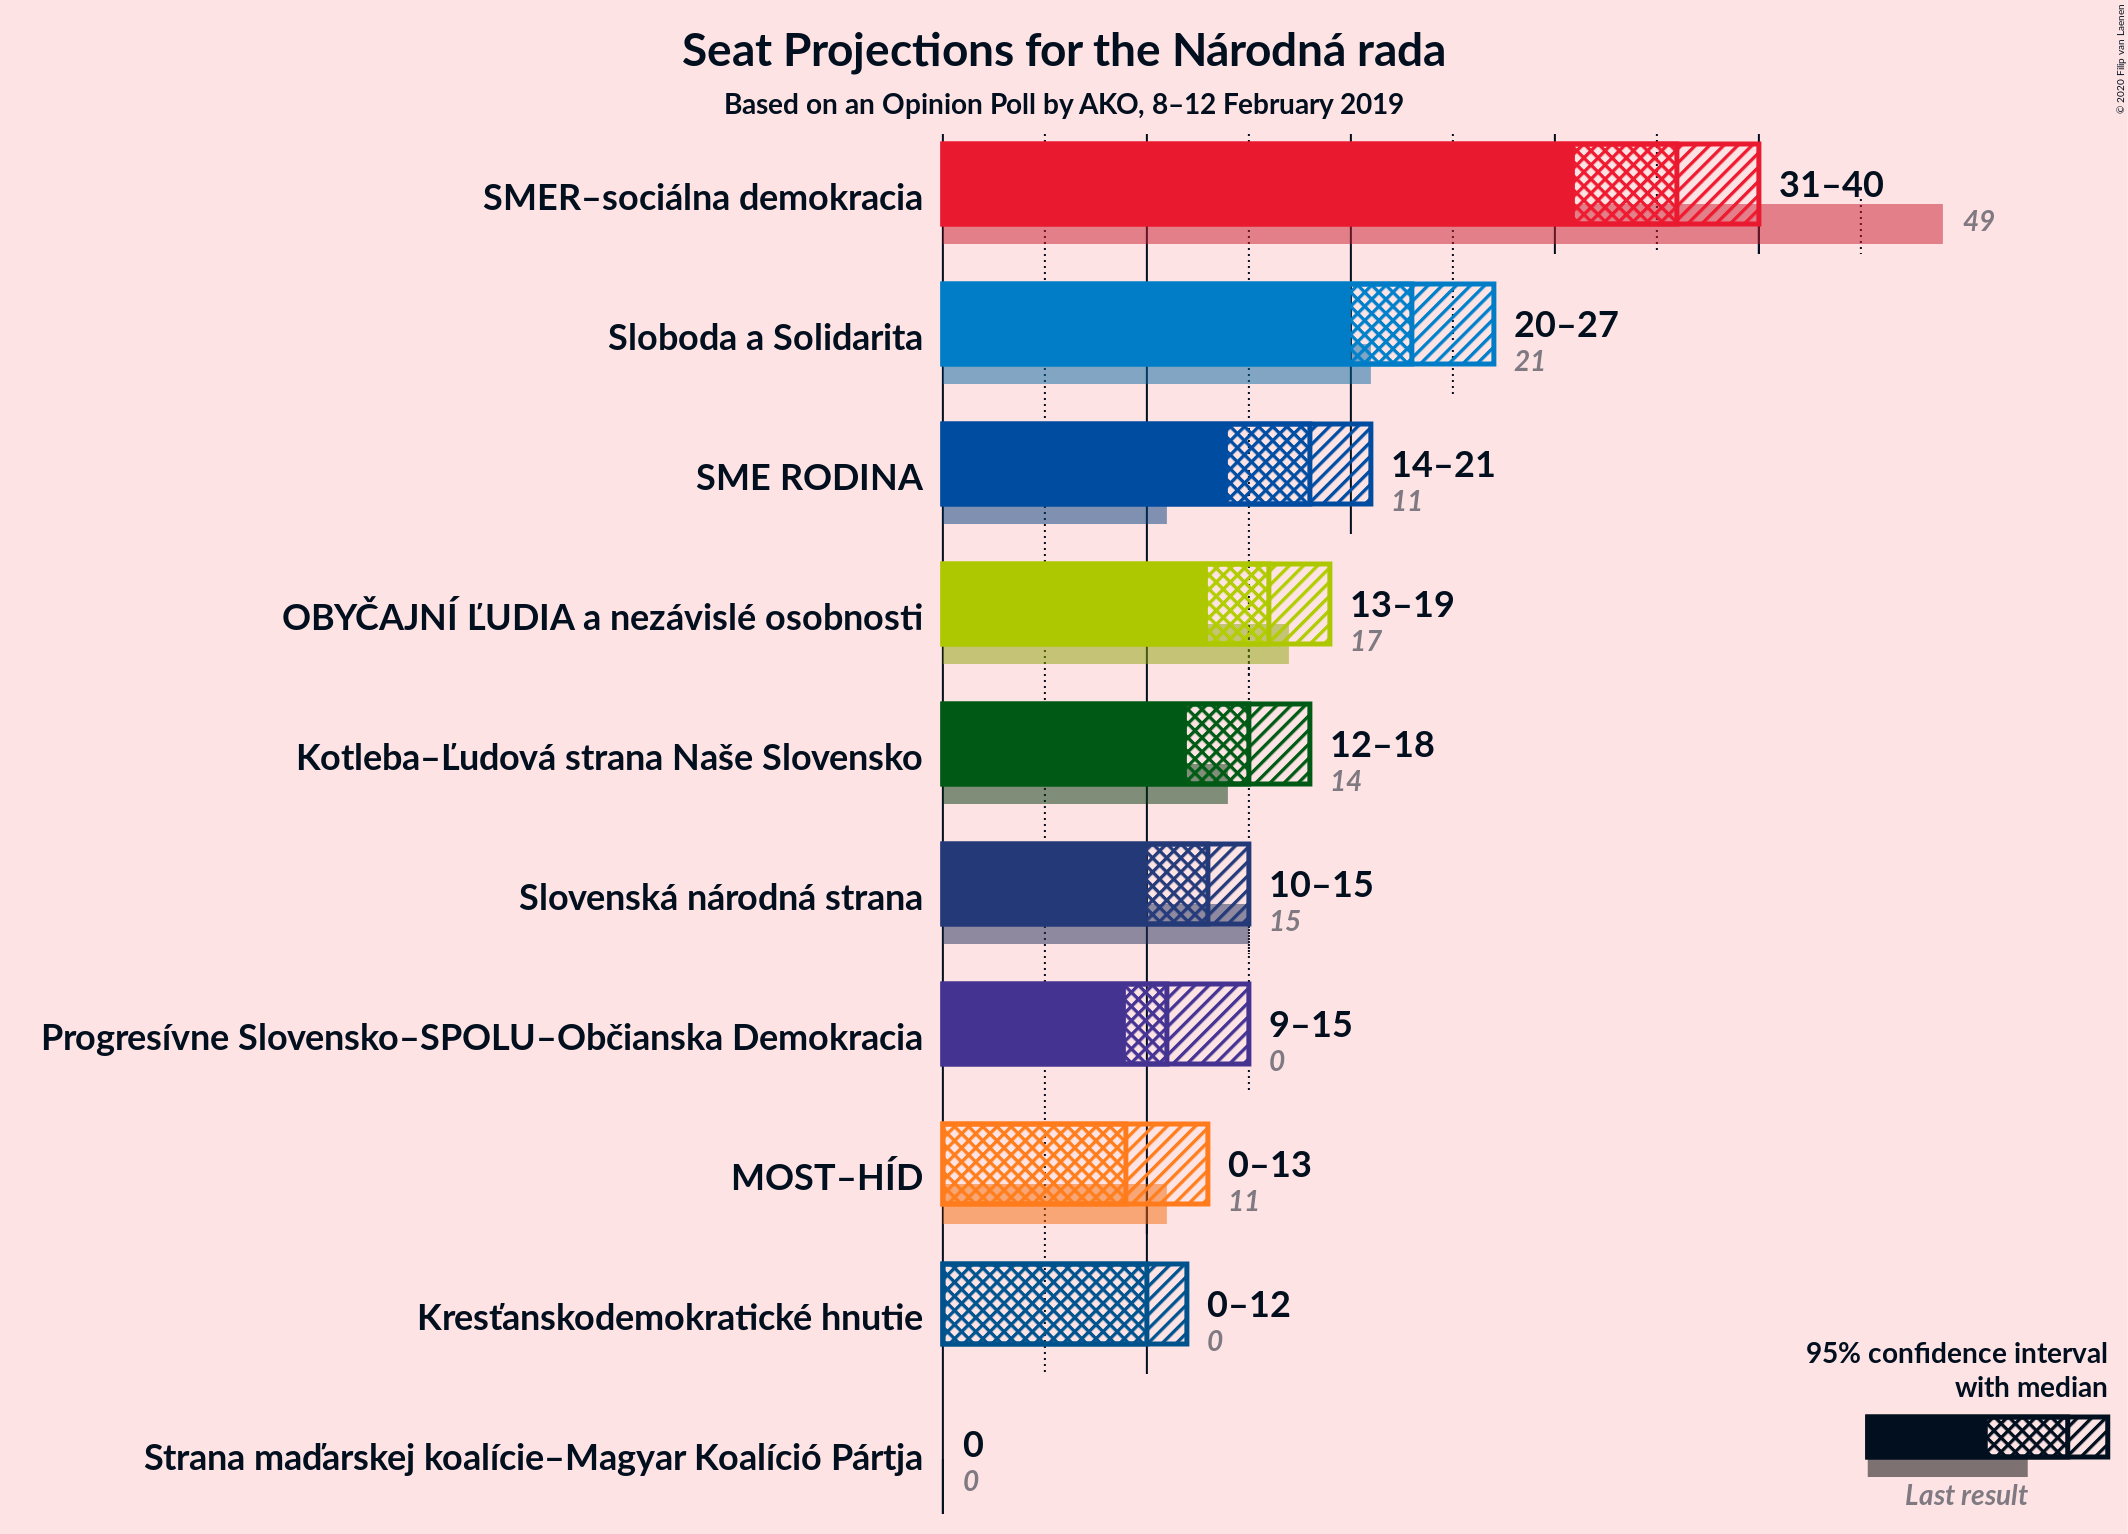 Seat Projections for the Národná rada
Based on an Opinion Poll by AKO, 8–12 February 2019
© 2020 Filip van Laenen
SMER–sociálna demokracia
31–40
49
Sloboda a Solidarita
20–27
21
SME RODINA
14–21
11
OBYČAJNÍ ĽUDIA a nezávislé osobnosti
13–19
17
Kotleba–Ľudová strana Naše Slovensko
12–18
14
Slovenská národná strana
10–15
15
Progresívne Slovensko–SPOLU–Občianska Demokracia
9–15
0
MOST–HÍD
0–13
11
Kresťanskodemokratické hnutie
0–12
0
Strana maďarskej koalície–Magyar Koalíció Pártja
0
0
95% confidence interval
with median
Last result